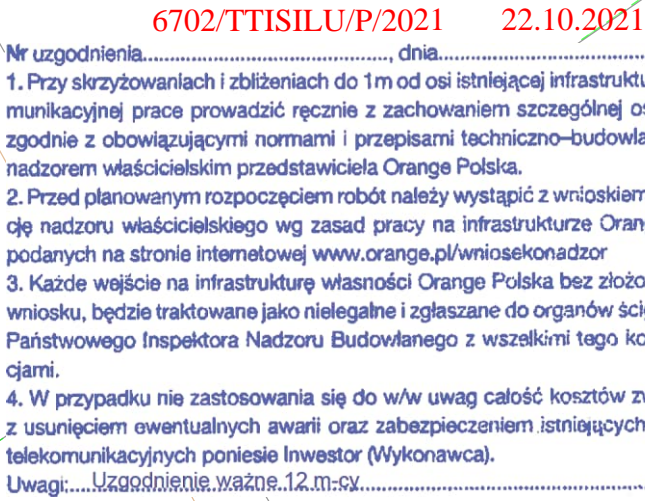 6702/TTISILU/P/2021 22.10.2021
Nr uzgodnienia............................................, dnia............................
1. Przy skrzyżowaniach i zbliżeniach do 1m od osi istniejącej infrastruktu
munikacyjnej prace prowadzić ręcznie z zachowaniem szczególnej os
zgodnie z obowiązującymi normami i przepisami techniczno–budowla
nadzorem właścicielskim przedstawiciela Orange Polska.
2. Przed planowanym rozpoczęciem robót należy wystąpić z wnioskiem
cję nadzoru właścicielskiego wg zasad pracy na infrastrukturze Oran
podanych na stronie internetowej www.orange.pl/wniosekonadzor
3. Każde wejście na infrastrukturę własności Orange Polska bez złożo
wniosku, będzie traktowane jako nielegalne i zgłaszane do organów ści
Państwowego Inspektora Nadzoru Budowlanego z wszelkimi tego ko
cjami.
4. W przypadku nie zastosowania się do w/w uwag całość kosztów zw
z usunięciem ewentualnych awarii oraz zabezpieczeniem istniejących
telekomunikacyjnych poniesie Inwestor (Wykonawca).
Uwagi:.....Uzgodnienie ważne 12 m-cy..................................................